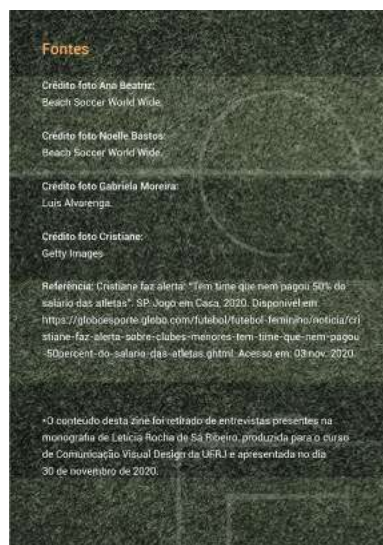 Fontes
Crédito foto Ana Beatriz:
Beach Soccer World Wide.
Crédito foto Noelle Bastos:
Beach Soccer World Wide.
Crédito foto Gabriela Moreira:
Luis Alvarenga.
Crédito foto Cristiane:
Getty Images
Referência: Cristiane faz alerta: "Tem time que nem pagou 50% do
salário das atletas". SP: Jogo em Casa, 2020. Disponível em:
https://globoesporte.globo.com/futebol/futebol-feminino/noticia/cri
stiane-faz-alerta-sobre-clubes-menores-tem-time-que-nem-pagou
-50percent-do-salario-das-atletas.ghtml. Acesso em: 03 nov. 2020.
*O conteúdo desta zine foi retirado de entrevistas presentes na
monografia de Letícia Rocha de Sá Ribeiro, produzida para o curso
de Comunicação Visual Design da UFRJ e apresentada no dia
30 de novembro de 2020.